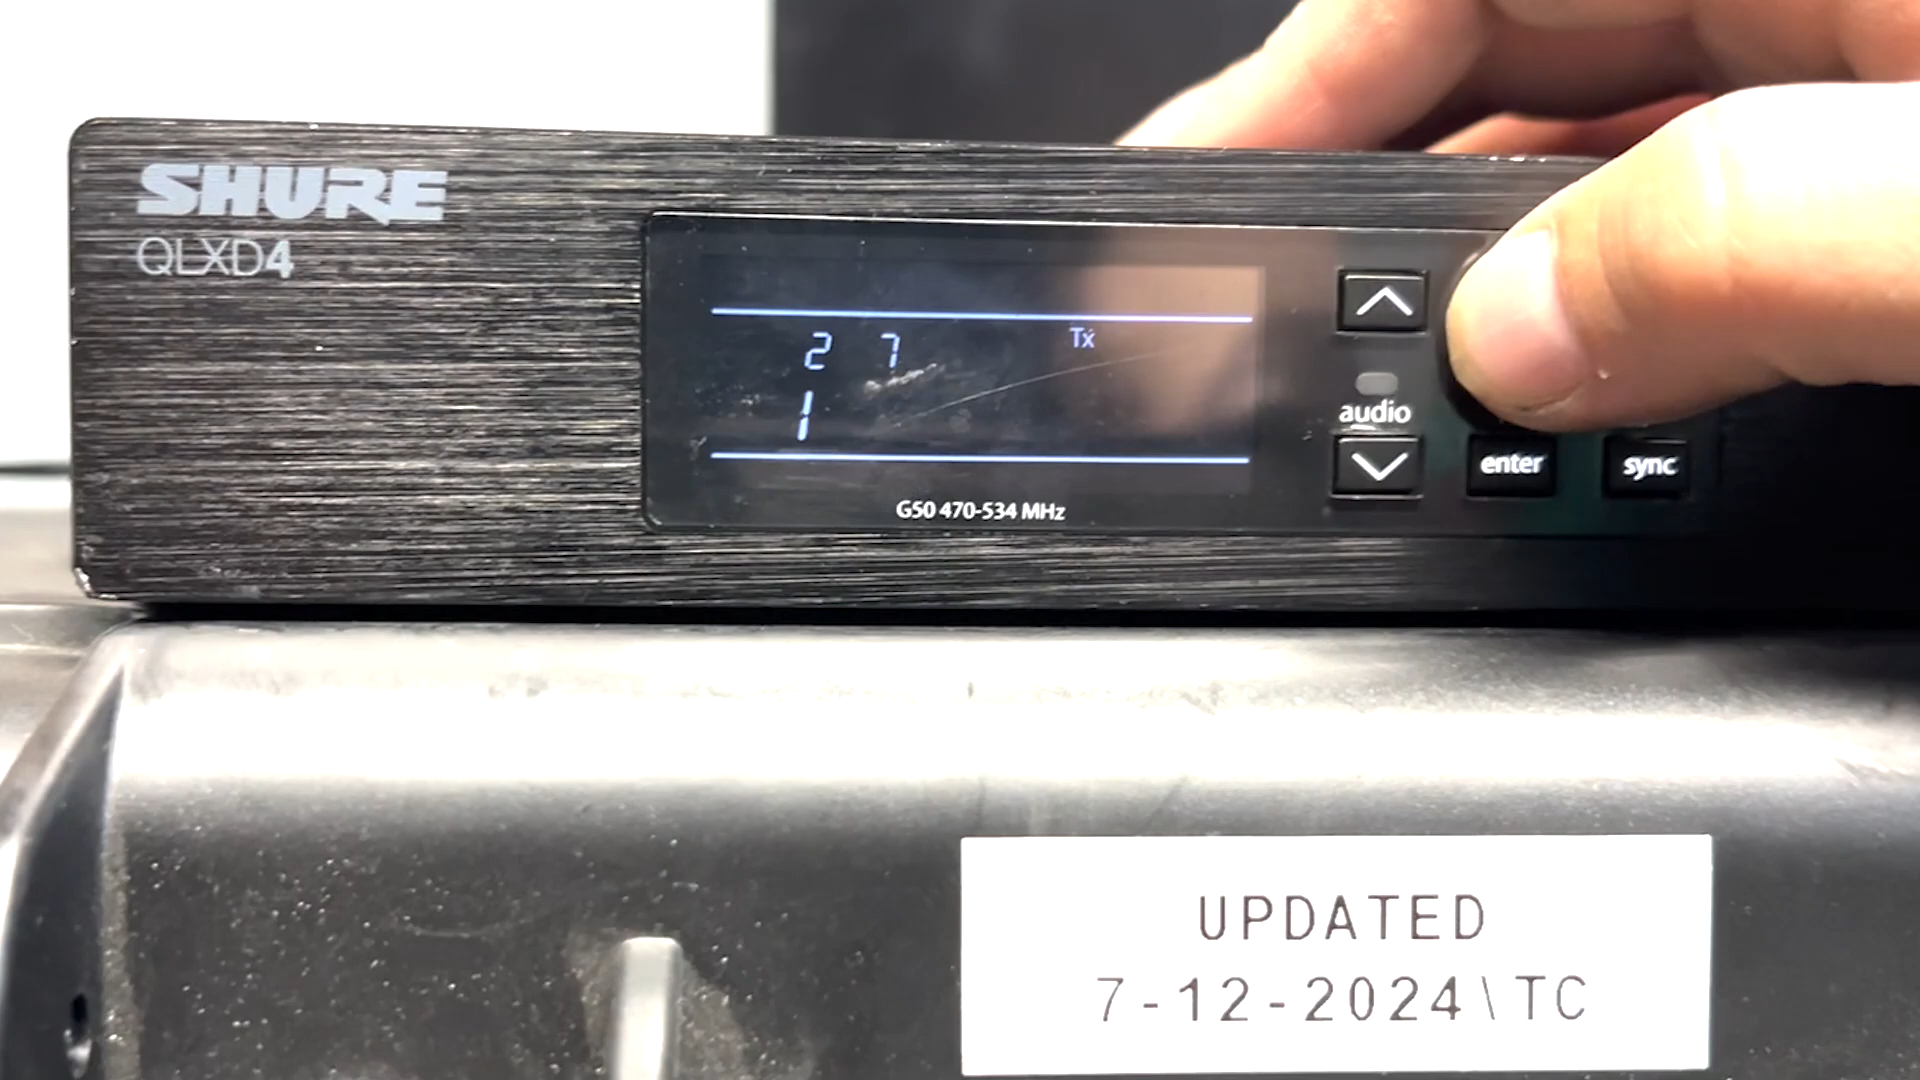 SHURE
QLXD4
2 7
Tx
1
audio
enter
sync
G50 470-534 MHz
UPDATED
7-12-2024\TC